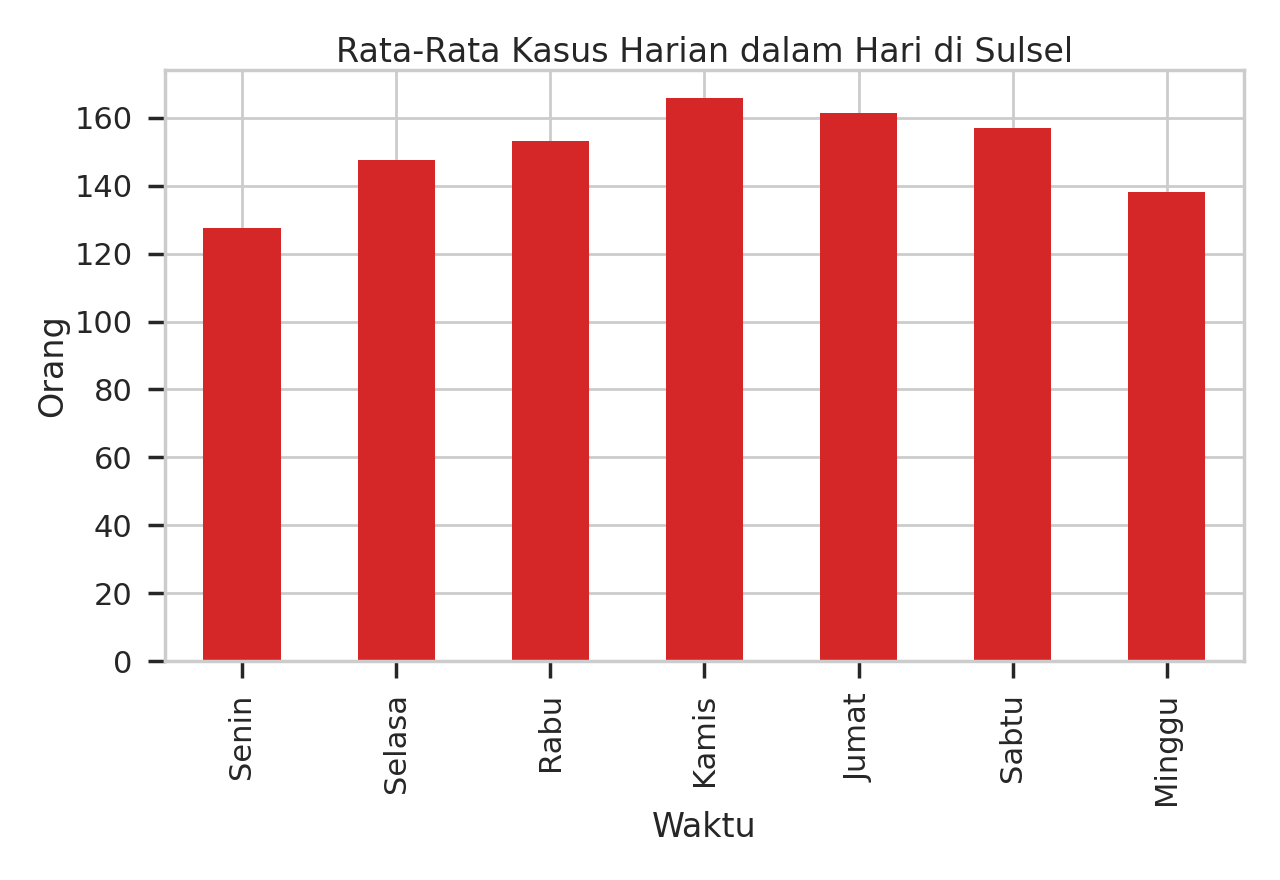 Rata-Rata Kasus Harian dalam Hari di Sulsel
160
140
120
100
80
60
40
20
0
Orang
Senin
Selasa
Rabu
Kamis
Jumat
Sabtu
Minggu
Waktu